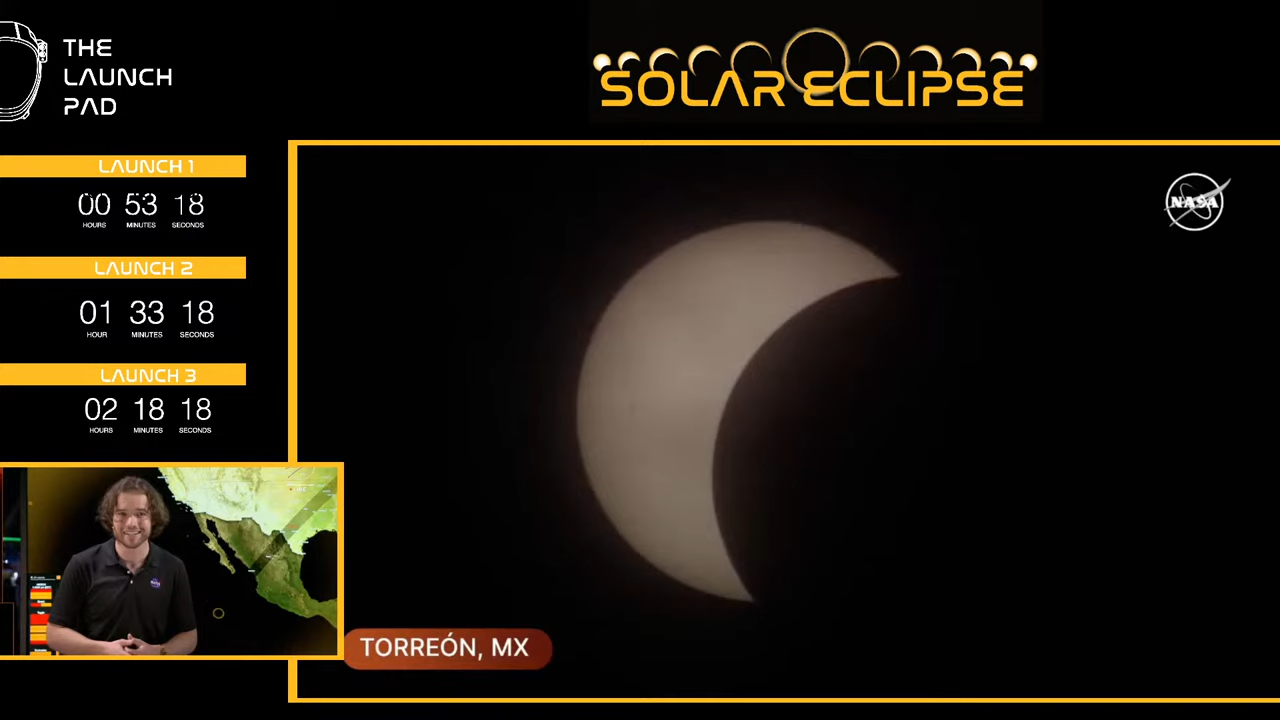 THE
LAUNCH
PAD
SOLAR ECLIPSE
LAUNCH 1
00 53 18
HOURS MINUTES SECONDS
LAUNCH 2
01 33 18
HOUR MINUTES SECONDS
LAUNCH 3
02 18 18
HOURS MINUTES SECONDS
NASA
TORREÓN, MX